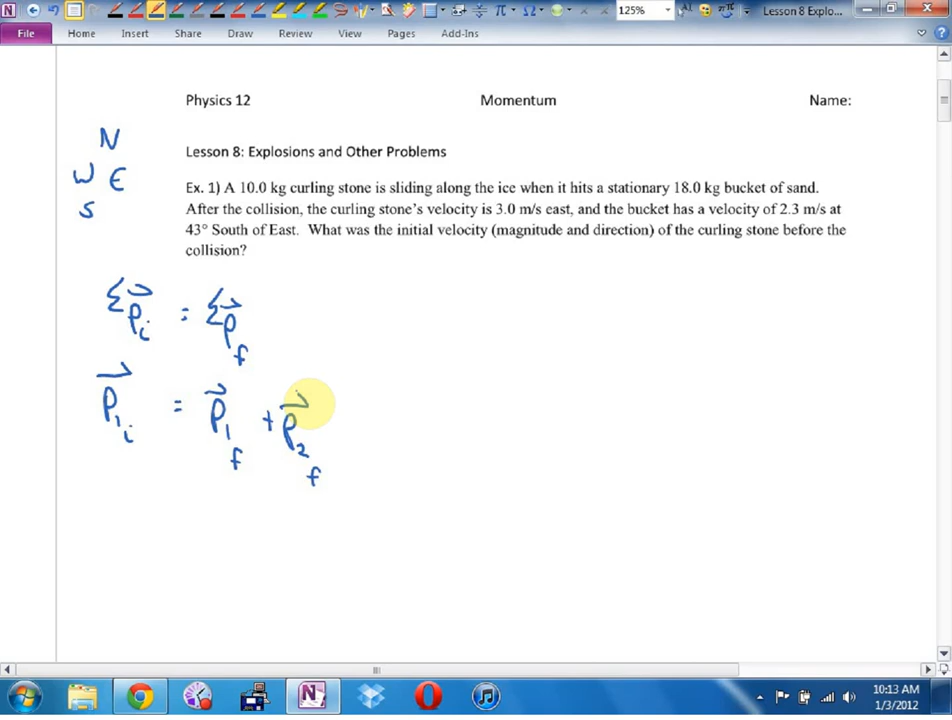 125%
Lesson 8 Explo...
File Home Insert Share Draw Review View Pages Add-Ins
Physics 12 Momentum Name:
Lesson 8: Explosions and Other Problems
Ex. 1) A 10.0 kg curling stone is sliding along the ice when it hits a stationary 18.0 kg bucket of sand.
After the collision, the curling stone's velocity is 3.0 m/s east, and the bucket has a velocity of 2.3 m/s at
43° South of East. What was the initial velocity (magnitude and direction) of the curling stone before the
collision?
N
W E
S
Σp⃗i = Σp⃗f
p⃗1i = p⃗1f + p⃗2f
10:13 AM
1/3/2012